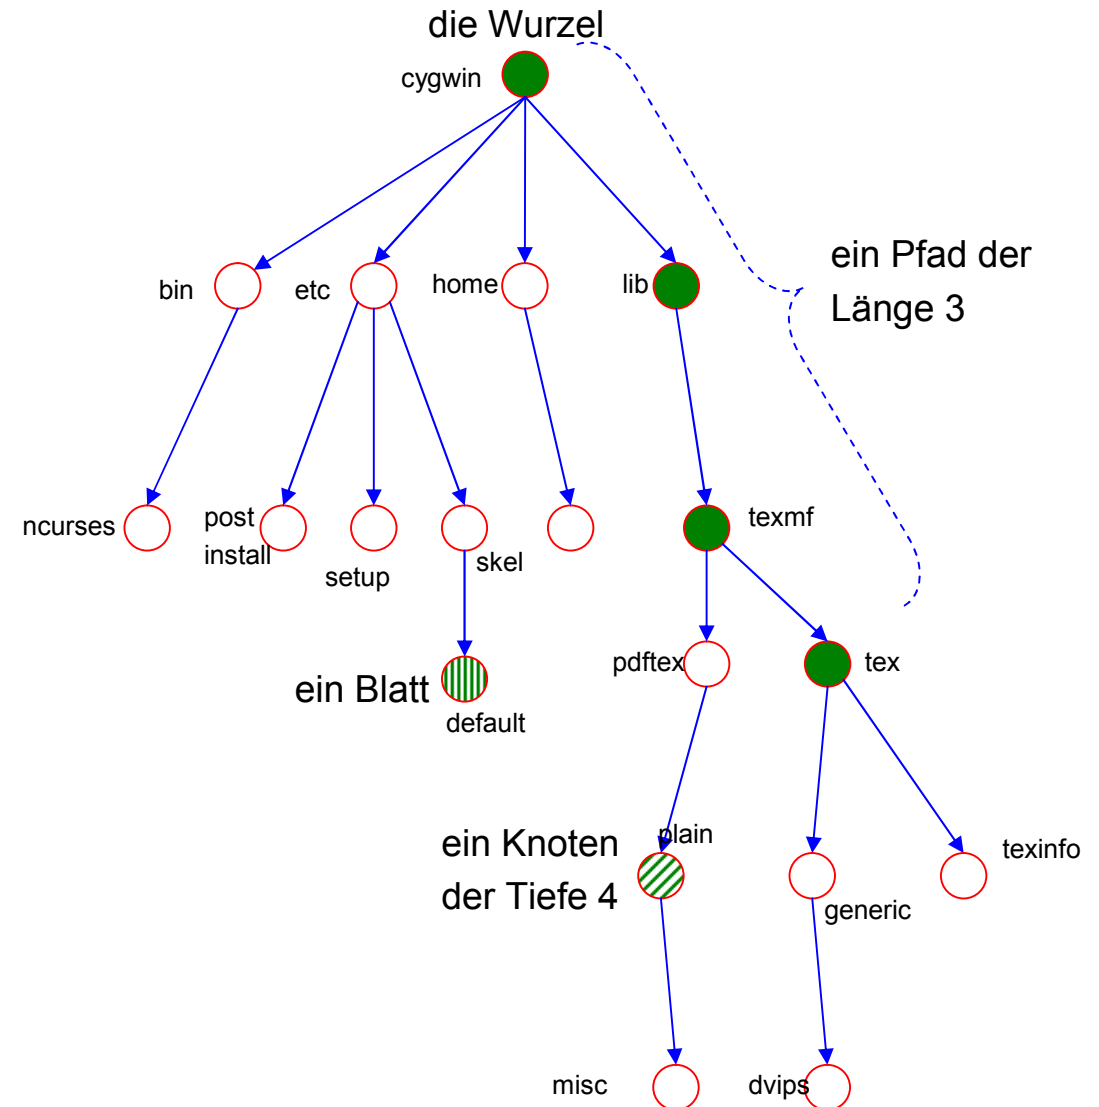 die Wurzel
cygwin
bin
etc
home
lib
ein Pfad der
Länge 3
ncurses
post
install
setup
skel
texmf
ein Blatt
default
pdftex
tex
ein Knoten
der Tiefe 4
plain
generic
texinfo
misc
dvips